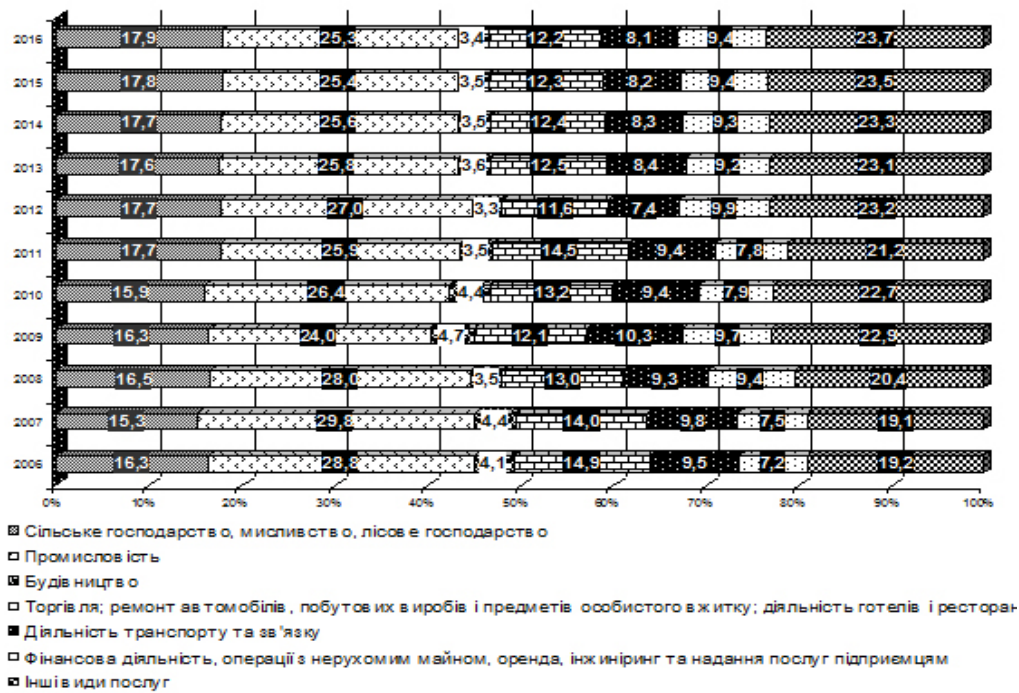 2016 17,9 25,3 3,4 12,2 8,1 9,4 23,7
2015 17,8 25,4 3,5 12,3 8,2 9,4 23,5
2014 17,7 25,6 3,5 12,4 8,3 9,3 23,3
2013 17,6 25,8 3,6 12,5 8,4 9,2 23,1
2012 17,7 27,0 3,3 11,6 7,4 9,9 23,2
2011 17,7 25,9 3,5 14,5 9,4 7,8 21,2
2010 15,9 26,4 4,4 13,2 9,4 7,9 22,7
2009 16,3 24,0 4,7 12,1 10,3 9,7 22,9
2008 16,5 28,0 3,5 13,0 9,3 9,4 20,4
2007 15,3 29,8 4,4 14,0 9,8 7,5 19,1
2006 16,3 28,8 4,1 14,9 9,5 7,2 19,2
0% 10% 20% 30% 40% 50% 60% 70% 80% 90% 100%
Сільське господарство, мисливство, лісове господарство
Промисловість
Будівництво
Торгівля; ремонт автомобілів, побутових виробів і предметів особистого вжитку; діяльність готелів і ресторан
Діяльність транспорту та зв'язку
Фінансова діяльність, операції з нерухомим майном, оренда, інжиніринг та надання послуг підприємцям
Інші види послуг